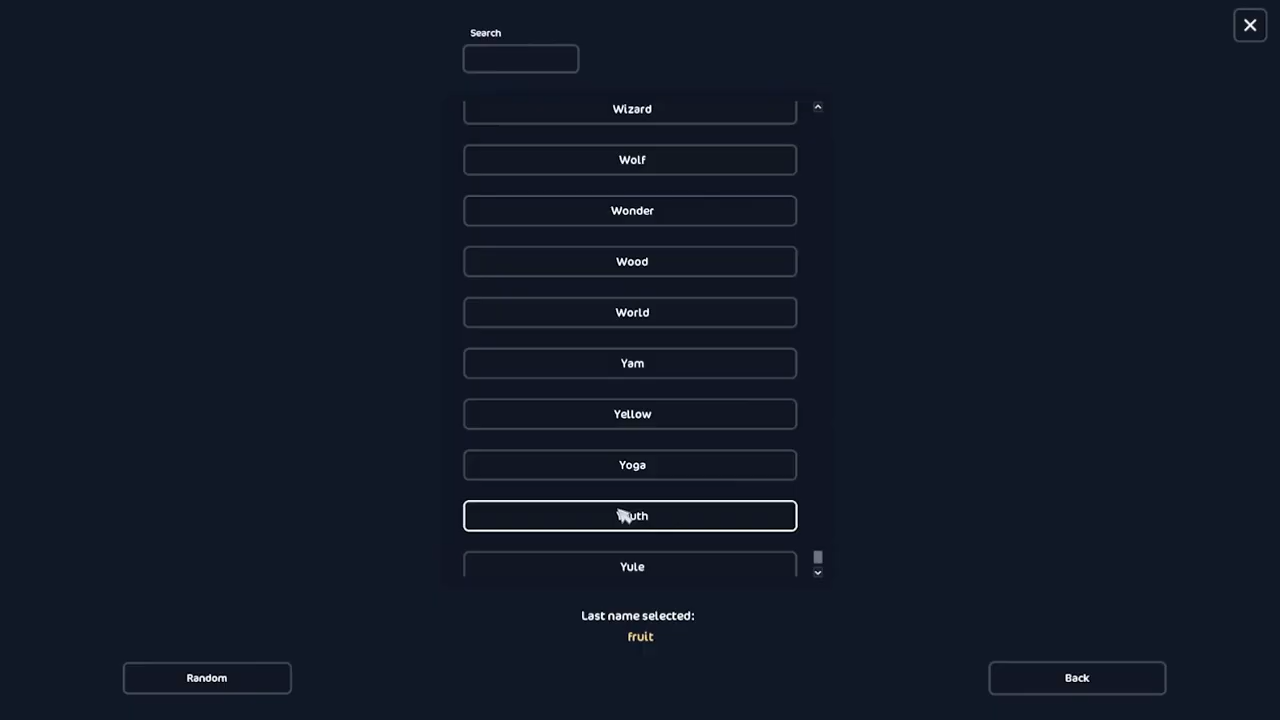 Search
Wizard
Wolf
Wonder
Wood
World
Yam
Yellow
Yoga
Yule
Last name selected:
fruit
Random
Back